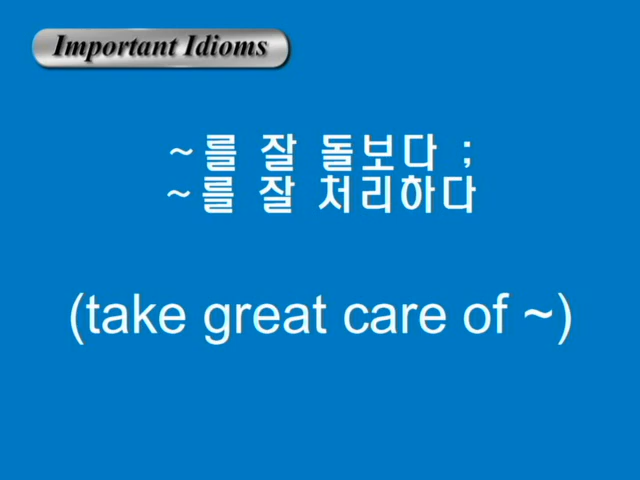 Important Idioms
~를 잘 돌보다 ;
~를 잘 처리하다
(take great care of ~)